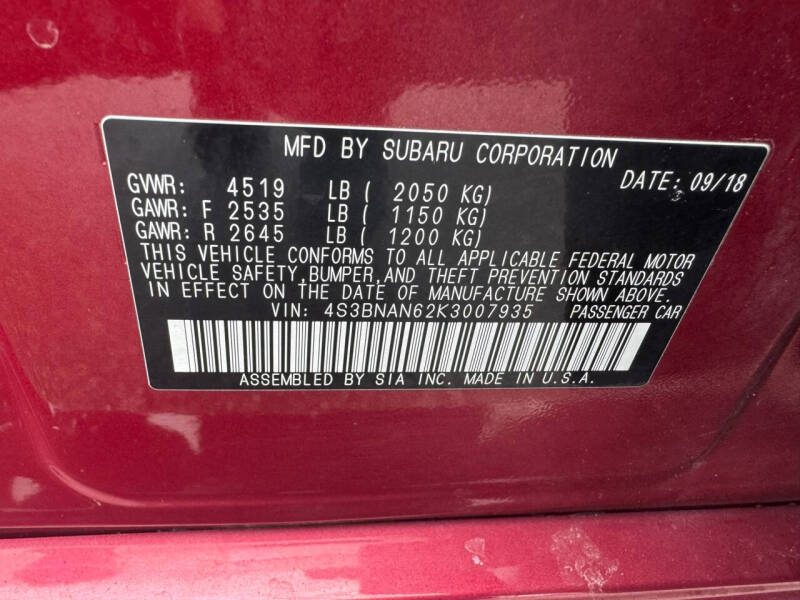 MFD BY SUBARU CORPORATION
DATE: 09/18
GVWR: 4519 LB ( 2050 KG)
GAWR: F 2535 LB ( 1150 KG)
GAWR: R 2645 LB ( 1200 KG)
THIS VEHICLE CONFORMS TO ALL APPLICABLE FEDERAL MOTOR
VEHICLE SAFETY, BUMPER, AND THEFT PREVENTION STANDARDS
IN EFFECT ON THE DATE OF MANUFACTURE SHOWN ABOVE.
VIN: 4S3BNAN62K3007935 PASSENGER CAR
ASSEMBLED BY SIA INC. MADE IN U.S.A.